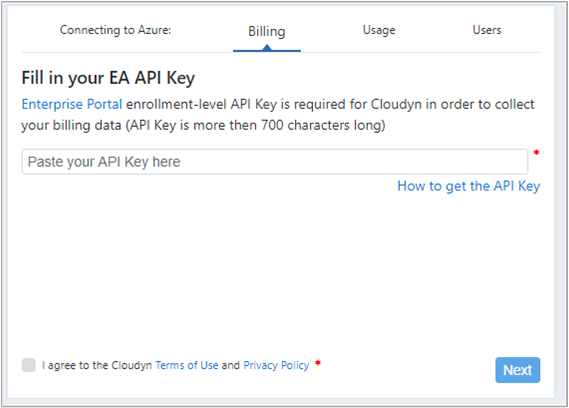 Connecting to Azure: Billing Usage Users
Fill in your EA API Key
Enterprise Portal enrollment-level API Key is required for Cloudyn in order to collect
your billing data (API Key is more then 700 characters long)
Paste your API Key here *
How to get the API Key
I agree to the Cloudyn Terms of Use and Privacy Policy * Next